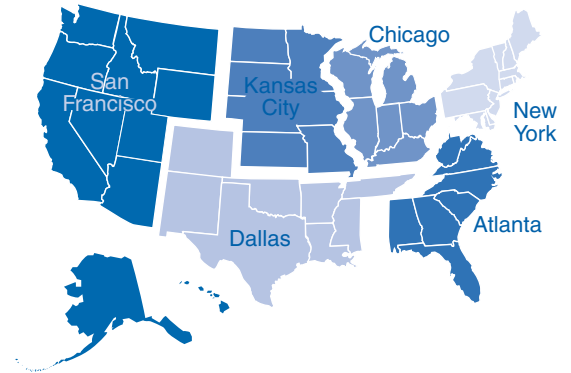 Chicago
San
Francisco
Kansas
City
New
York
Atlanta
Dallas